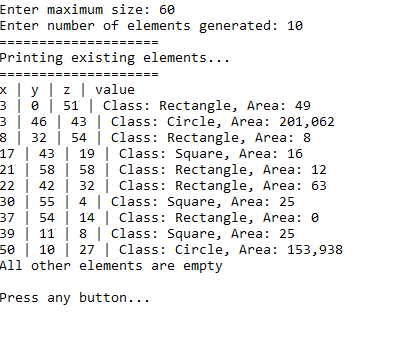 Enter maximum size: 60
Enter number of elements generated: 10
====================
Printing existing elements...
====================
x | y | z | value
3 | 0 | 51 | Class: Rectangle, Area: 49
3 | 46 | 43 | Class: Circle, Area: 201,062
8 | 32 | 54 | Class: Rectangle, Area: 8
17 | 43 | 19 | Class: Square, Area: 16
21 | 58 | 58 | Class: Rectangle, Area: 12
22 | 42 | 32 | Class: Rectangle, Area: 63
30 | 55 | 4 | Class: Square, Area: 25
37 | 54 | 14 | Class: Rectangle, Area: 0
39 | 11 | 8 | Class: Square, Area: 25
50 | 10 | 27 | Class: Circle, Area: 153,938
All other elements are empty
Press any button...